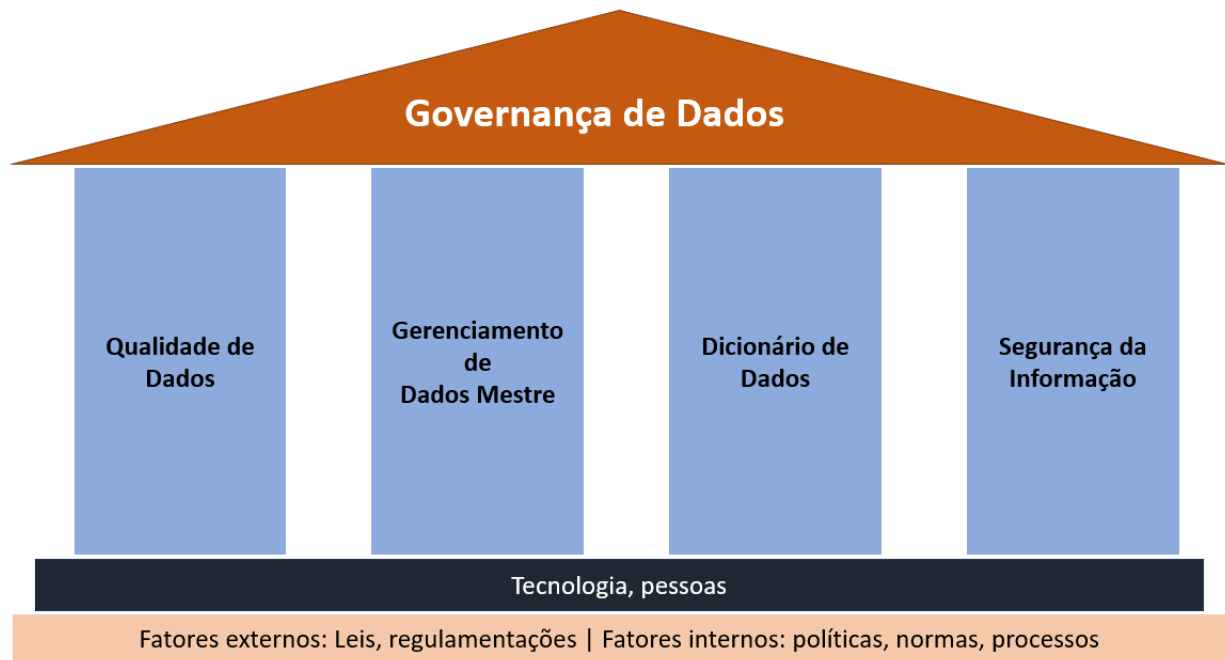 Governança de Dados
Qualidade de
Dados
Gerenciamento
de
Dados Mestre
Dicionário de
Dados
Segurança da
Informação
Tecnologia, pessoas
Fatores externos: Leis, regulamentações | Fatores internos: políticas, normas, processos